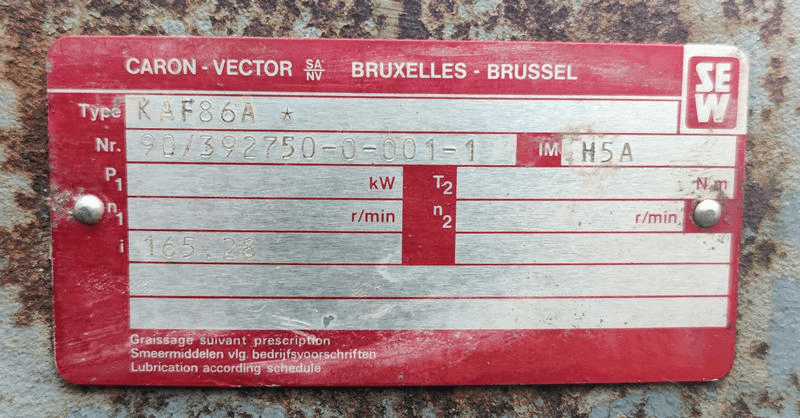 CARON - VECTOR SA/NV BRUXELLES - BRUSSEL
SEW
Type KAF86A *
Nr. 90/392750-0-001-1 IM H5A
P1 kW T2 N m
n1 r/min n2 r/min
i 165.28
Graissage suivant prescription
Smeermiddelen vlg. bedrijfsvoorschriften
Lubrication according schedule